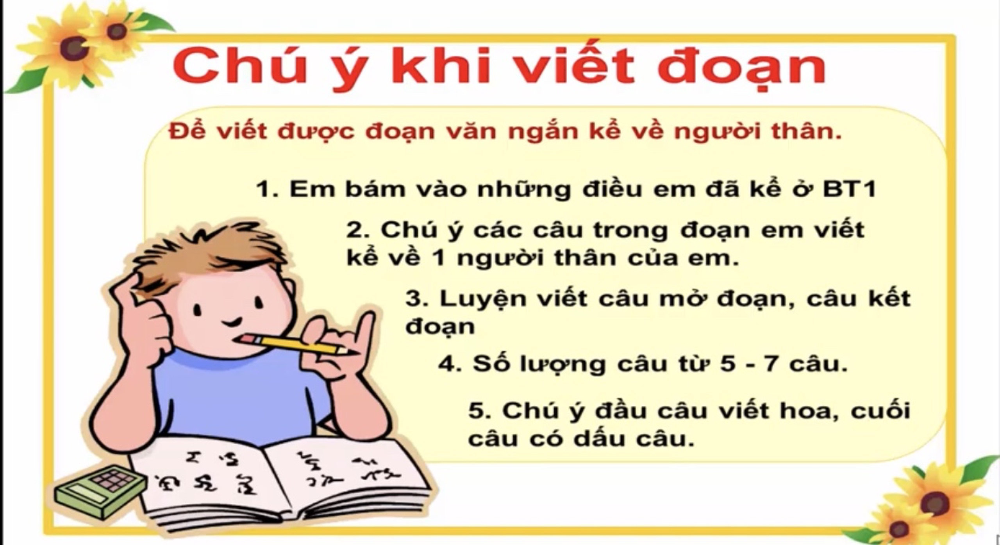 Chú ý khi viết đoạn
Để viết được đoạn văn ngắn kể về người thân.
1. Em bám vào những điều em đã kể ở BT1
2. Chú ý các câu trong đoạn em viết
kể về 1 người thân của em.
3. Luyện viết câu mở đoạn, câu kết
đoạn
4. Số lượng câu từ 5 - 7 câu.
5. Chú ý đầu câu viết hoa, cuối
câu có dấu câu.